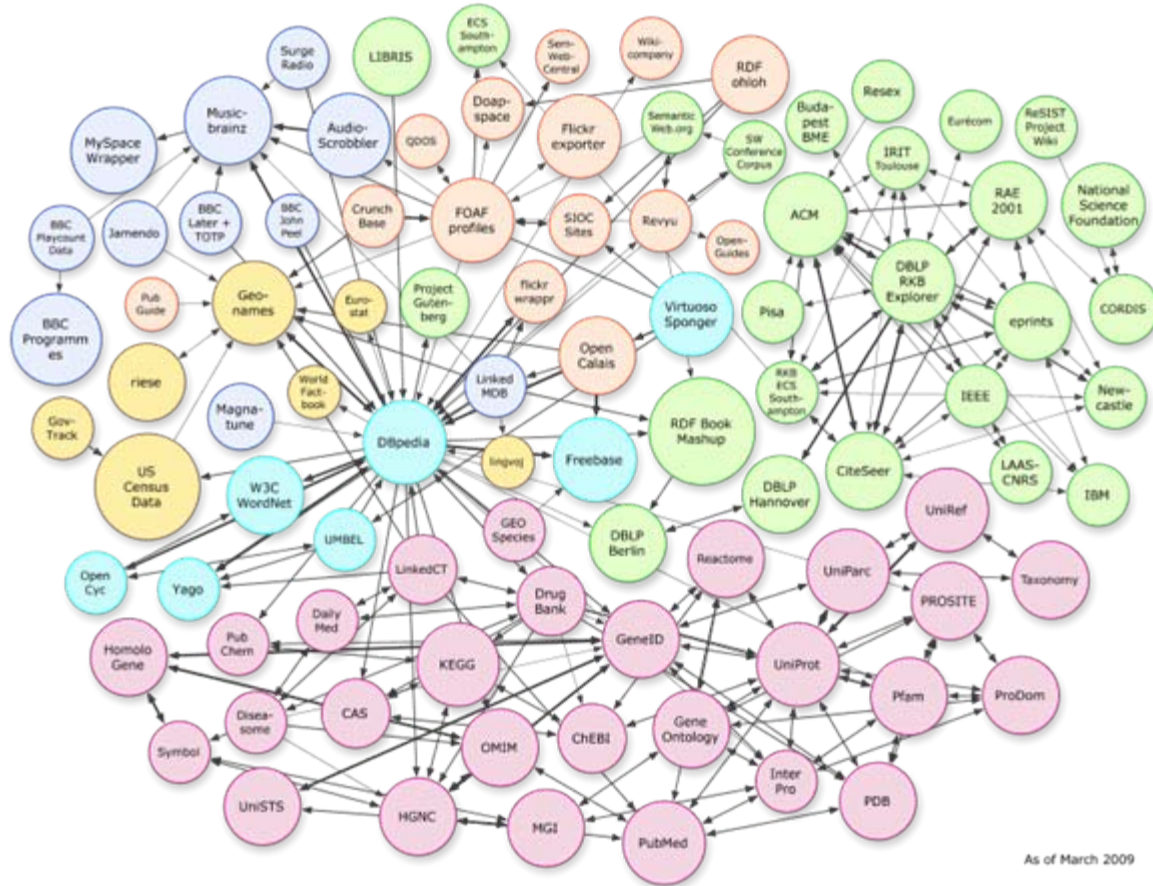 Surge
Radio
LIBRIS
ECS
South-
ampton
Sem-
Web-
Central
Wiki-
company
RDF
ohloh
Music-
brainz
Doap-
space
Buda-
pest
BME
Resex
MySpace
Wrapper
Audio-
Scrobbler
QDOS
Flickr
exporter
Semantic
Web.org
SW
Conference
Corpus
IRIT
Toulouse
Eurécom
ReSIST
Project
Wiki
BBC
Playcount
Data
Jamendo
BBC
Later +
TOTP
BBC
John
Peel
Crunch
Base
FOAF
profiles
SIOC
Sites
Revyu
Open-
Guides
ACM
RAE
2001
National
Science
Foundation
BBC
Programm
es
Pub
Guide
Geo-
names
Euro-
stat
Project
Guten-
berg
flickr
wrappr
Virtuoso
Sponger
DBLP
RKB
Explorer
Pisa
eprints
CORDIS
riese
World
Fact-
book
Linked
MDB
Open
Calais
RKB
ECS
South-
ampton
IEEE
New-
castle
Gov-
Track
Magna-
tune
DBpedia
RDF Book
Mashup
US
Census
Data
W3C
WordNet
lingvoj
Freebase
CiteSeer
LAAS-
CNRS
IBM
DBLP
Hannover
UMBEL
GEO
Species
DBLP
Berlin
UniRef
Open
Cyc
Yago
LinkedCT
Reactome
UniParc
Taxonomy
Daily
Med
Drug
Bank
PROSITE
Homolo
Gene
Pub
Chem
KEGG
GeneID
UniProt
Pfam
ProDom
Disea-
some
CAS
Symbol
OMIM
ChEBI
Gene
Ontology
Inter
Pro
UniSTS
HGNC
MGI
PubMed
PDB
As of March 2009